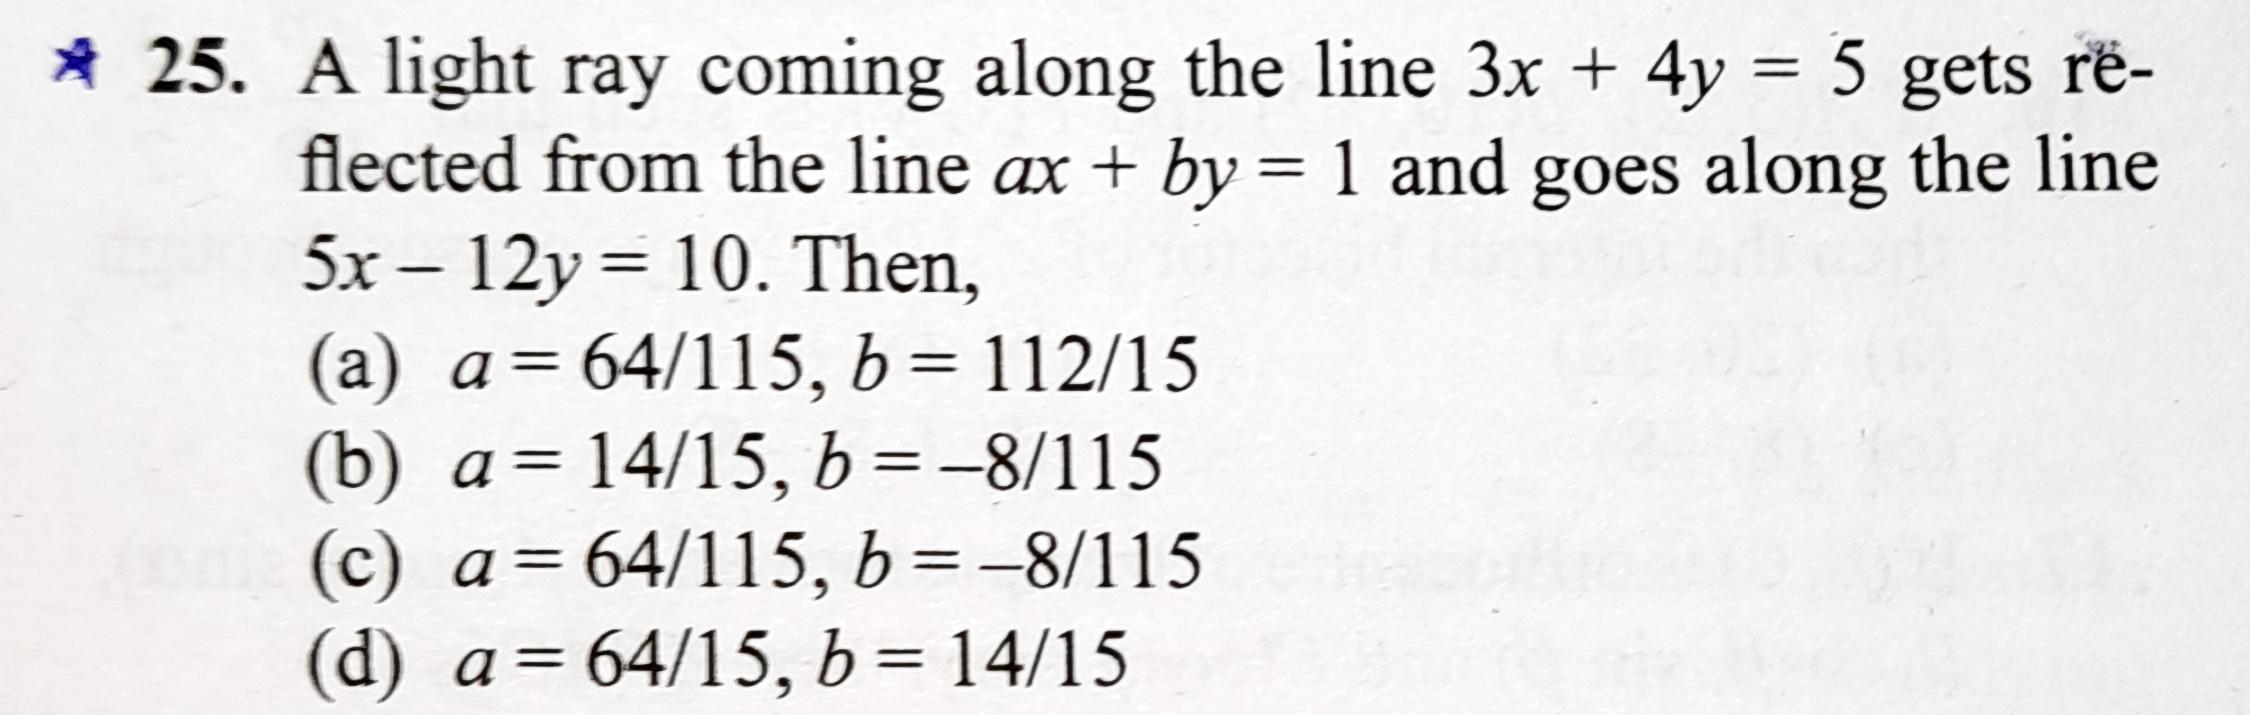 25. A light ray coming along the line 3x + 4y = 5 gets re-
flected from the line ax + by = 1 and goes along the line
5x – 12y = 10. Then,
(a) a = 64/115, b = 112/15
(b) a = 14/15, b = –8/115
(c) a = 64/115, b = –8/115
(d) a = 64/15, b = 14/15